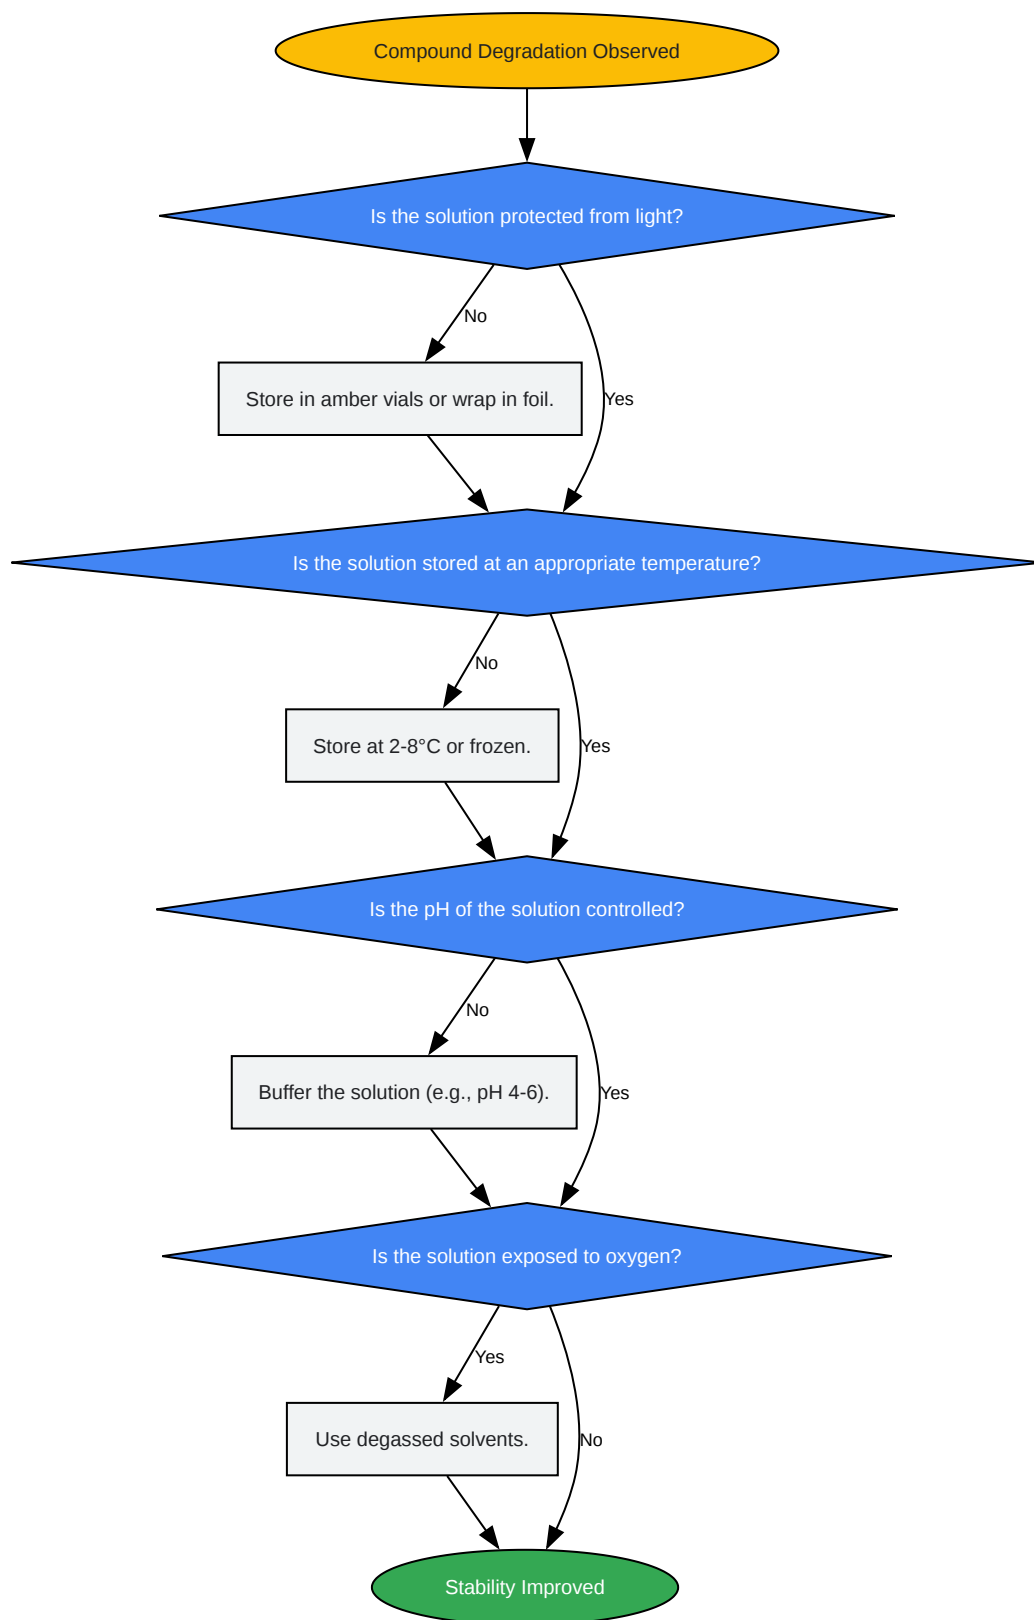 Compound Degradation Observed
Is the solution protected from light?
No
Store in amber vials or wrap in foil.
Yes
Is the solution stored at an appropriate temperature?
No
Store at 2-8°C or frozen.
Yes
Is the pH of the solution controlled?
No
Buffer the solution (e.g., pH 4-6).
Yes
Is the solution exposed to oxygen?
Yes
Use degassed solvents.
No
Stability Improved